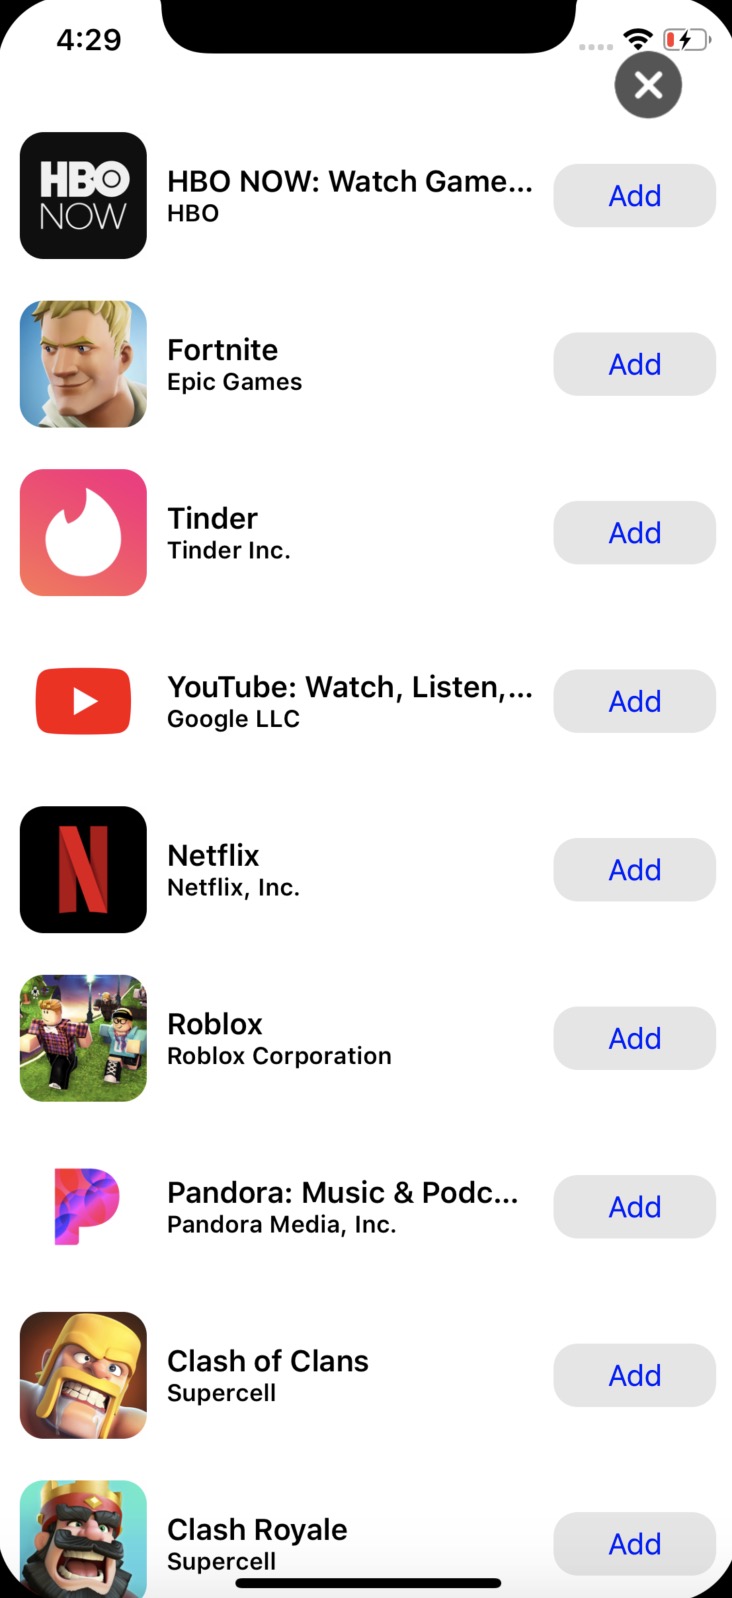 4:29
HBO
NOW
HBO NOW: Watch Game...
HBO
Add
Fortnite
Epic Games
Add
Tinder
Tinder Inc.
Add
YouTube: Watch, Listen,...
Google LLC
Add
N
Netflix
Netflix, Inc.
Add
Roblox
Roblox Corporation
Add
P
Pandora: Music & Podc...
Pandora Media, Inc.
Add
Clash of Clans
Supercell
Add
Clash Royale
Supercell
Add